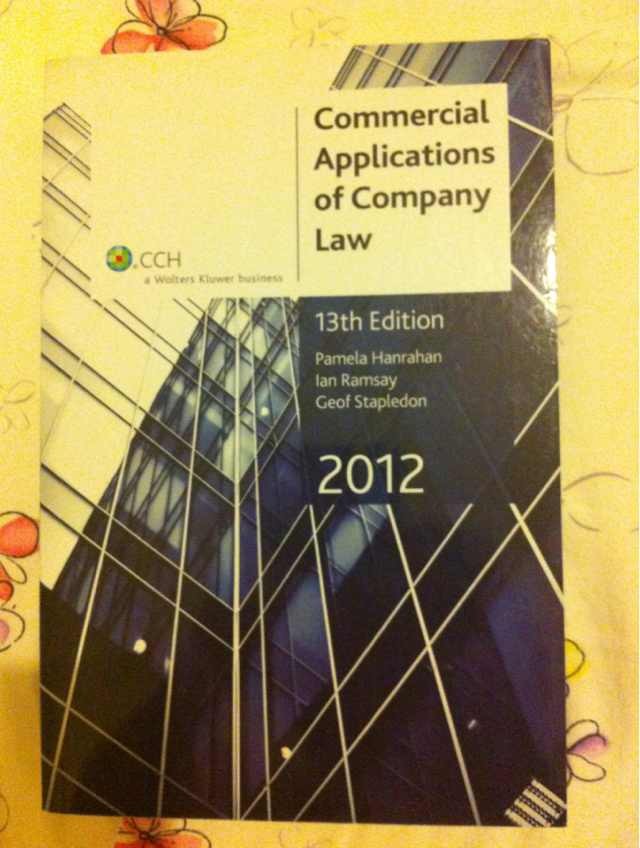 Commercial
Applications
of Company
Law
CCH
a Wolters Kluwer business
13th Edition
Pamela Hanrahan
Ian Ramsay
Geof Stapledon
2012